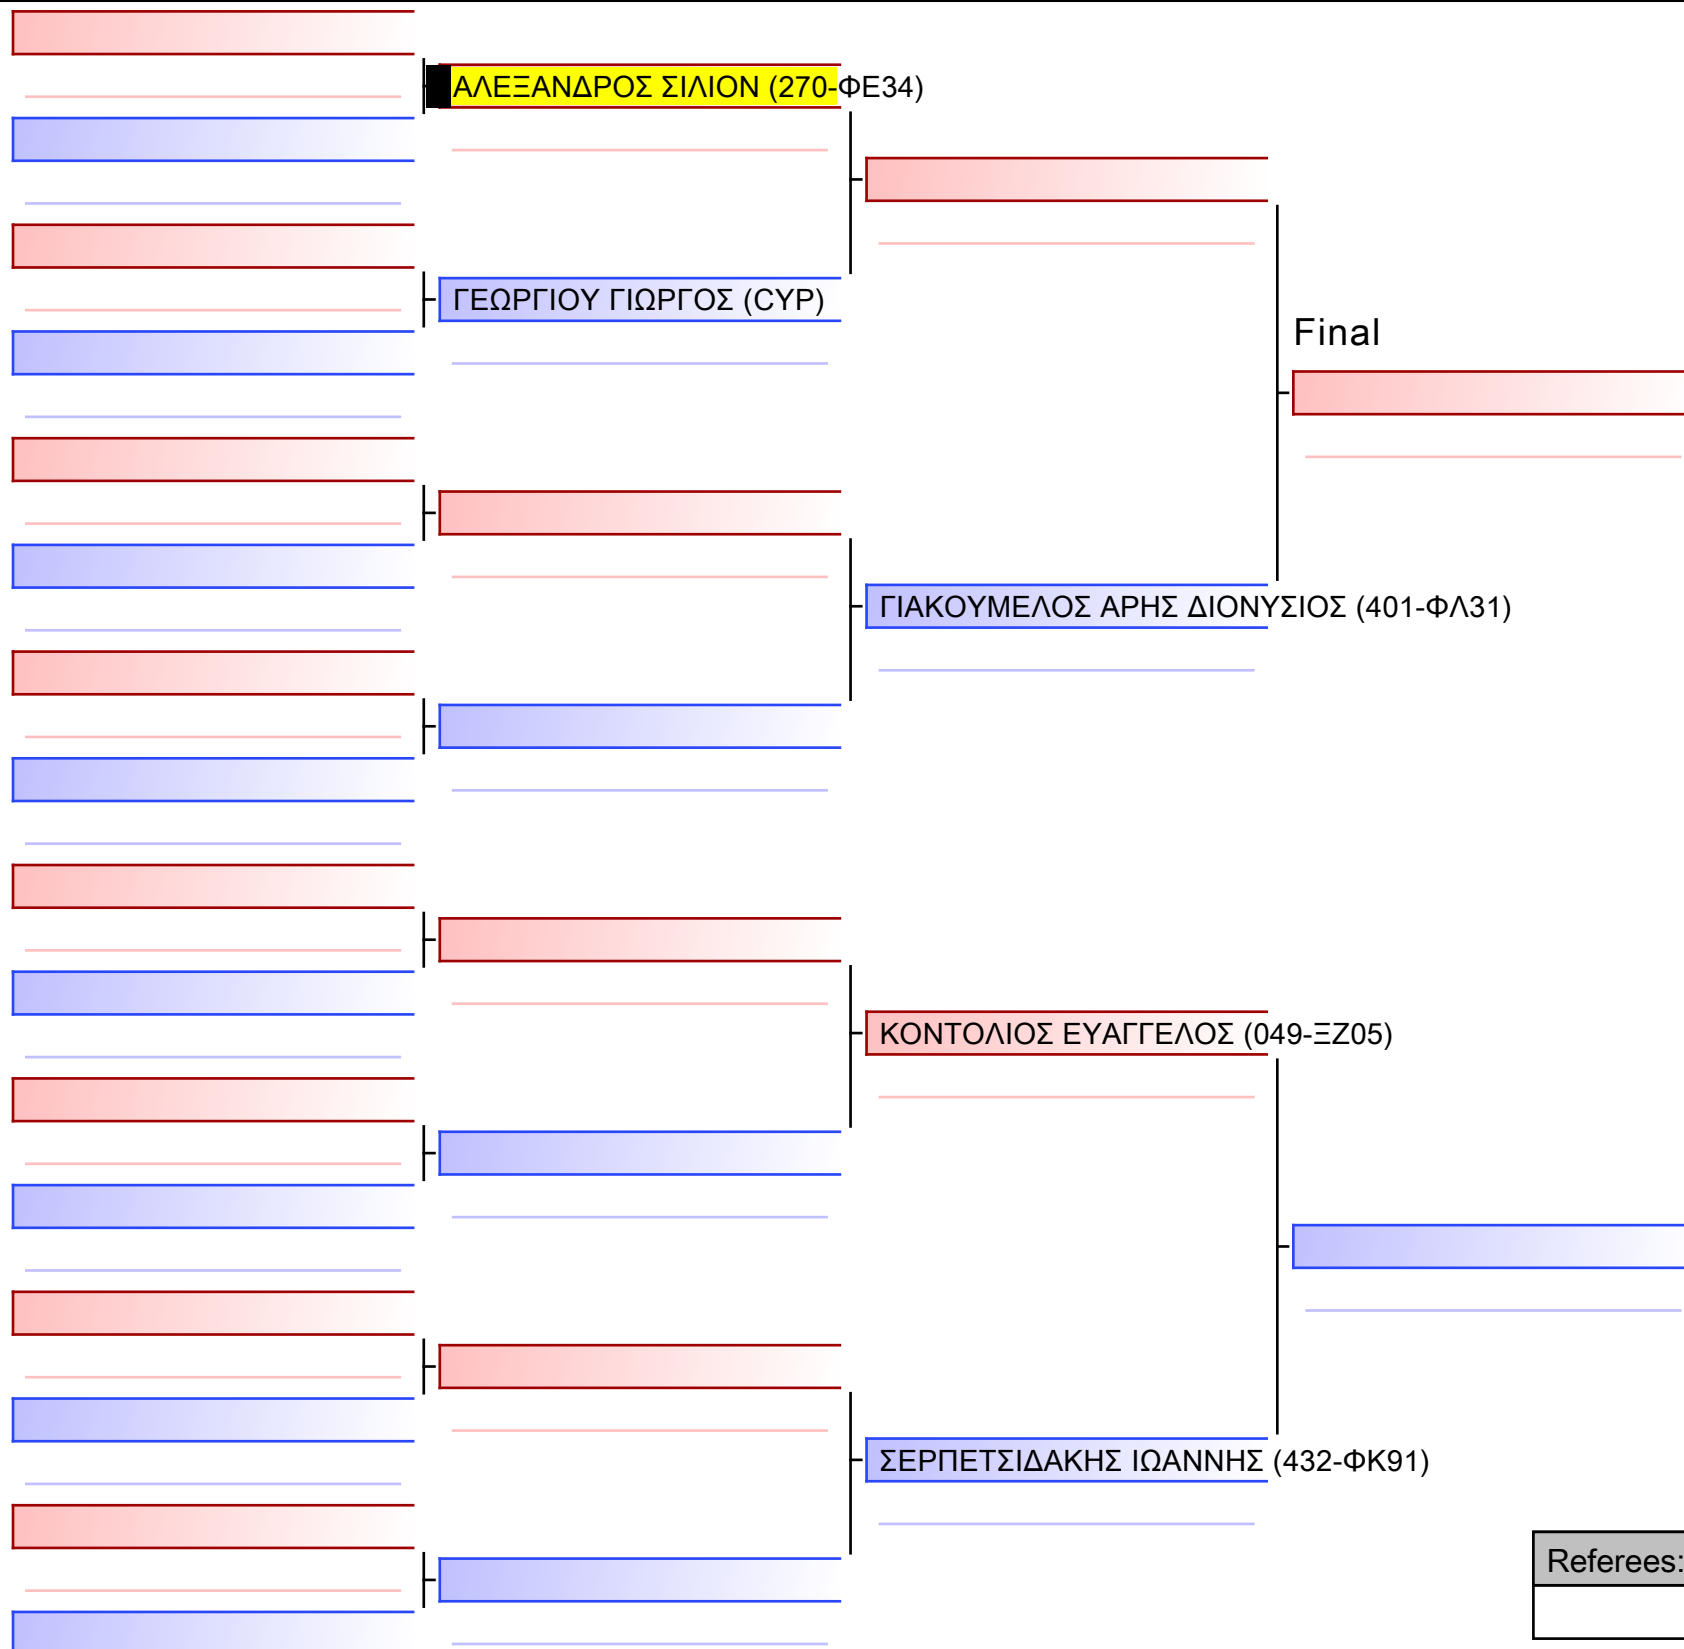 ΑΛΕΞΑΝΔΡΟΣ ΣΙΛΙΟΝ (270-ΦΕ34)
ΓΕΩΡΓΙΟΥ ΓΙΩΡΓΟΣ (CYP)
Final
ΓΙΑΚΟΥΜΕΛΟΣ ΑΡΗΣ ΔΙΟΝΥΣΙΟΣ (401-ΦΛ31)
ΚΟΝΤΟΛΙΟΣ ΕΥΑΓΓΕΛΟΣ (049-ΞΖ05)
ΣΕΡΠΕΤΣΙΔΑΚΗΣ ΙΩΑΝΝΗΣ (432-ΦΚ91)
Referees: